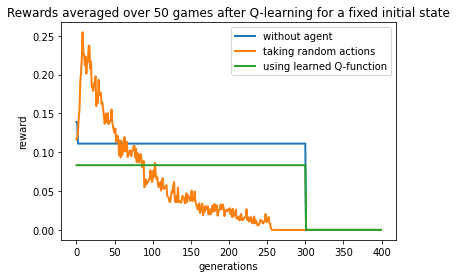 Rewards averaged over 50 games after Q-learning for a fixed initial state
without agent
taking random actions
using learned Q-function
reward
0.25
0.20
0.15
0.10
0.05
0.00
0 50 100 150 200 250 300 350 400
generations